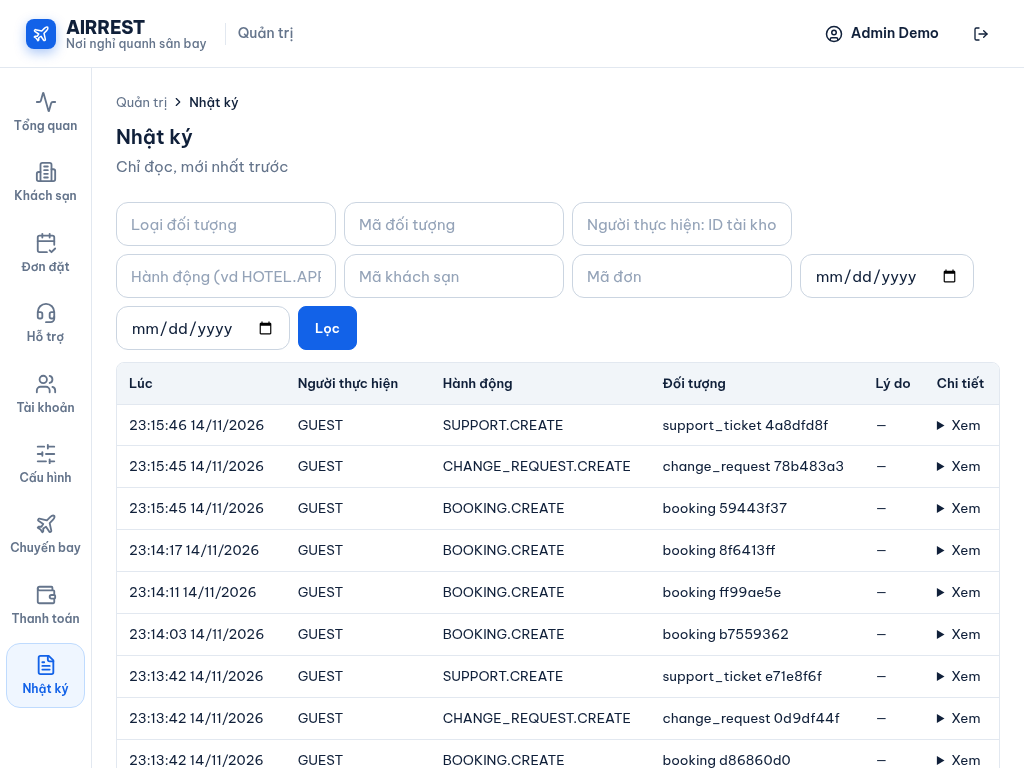 AIRREST
Nơi nghỉ quanh sân bay
Quản trị
Admin Demo
Tổng quan
Khách sạn
Đơn đặt
Hỗ trợ
Tài khoản
Cấu hình
Chuyến bay
Thanh toán
Nhật ký
Quản trị > Nhật ký
Nhật ký
Chỉ đọc, mới nhất trước
Loại đối tượng
Mã đối tượng
Người thực hiện: ID tài kho
Hành động (vd HOTEL.APF
Mã khách sạn
Mã đơn
mm/dd/yyyy
mm/dd/yyyy
Lọc
Lúc Người thực hiện Hành động Đối tượng Lý do Chi tiết
23:15:46 14/11/2026 GUEST SUPPORT.CREATE support_ticket 4a8dfd8f — Xem
23:15:45 14/11/2026 GUEST CHANGE_REQUEST.CREATE change_request 78b483a3 — Xem
23:15:45 14/11/2026 GUEST BOOKING.CREATE booking 59443f37 — Xem
23:14:17 14/11/2026 GUEST BOOKING.CREATE booking 8f6413ff — Xem
23:14:11 14/11/2026 GUEST BOOKING.CREATE booking ff99ae5e — Xem
23:14:03 14/11/2026 GUEST BOOKING.CREATE booking b7559362 — Xem
23:13:42 14/11/2026 GUEST SUPPORT.CREATE support_ticket e71e8f6f — Xem
23:13:42 14/11/2026 GUEST CHANGE_REQUEST.CREATE change_request 0d9df44f — Xem
23:13:42 14/11/2026 GUEST BOOKING.CREATE booking d86860d0 — Xem